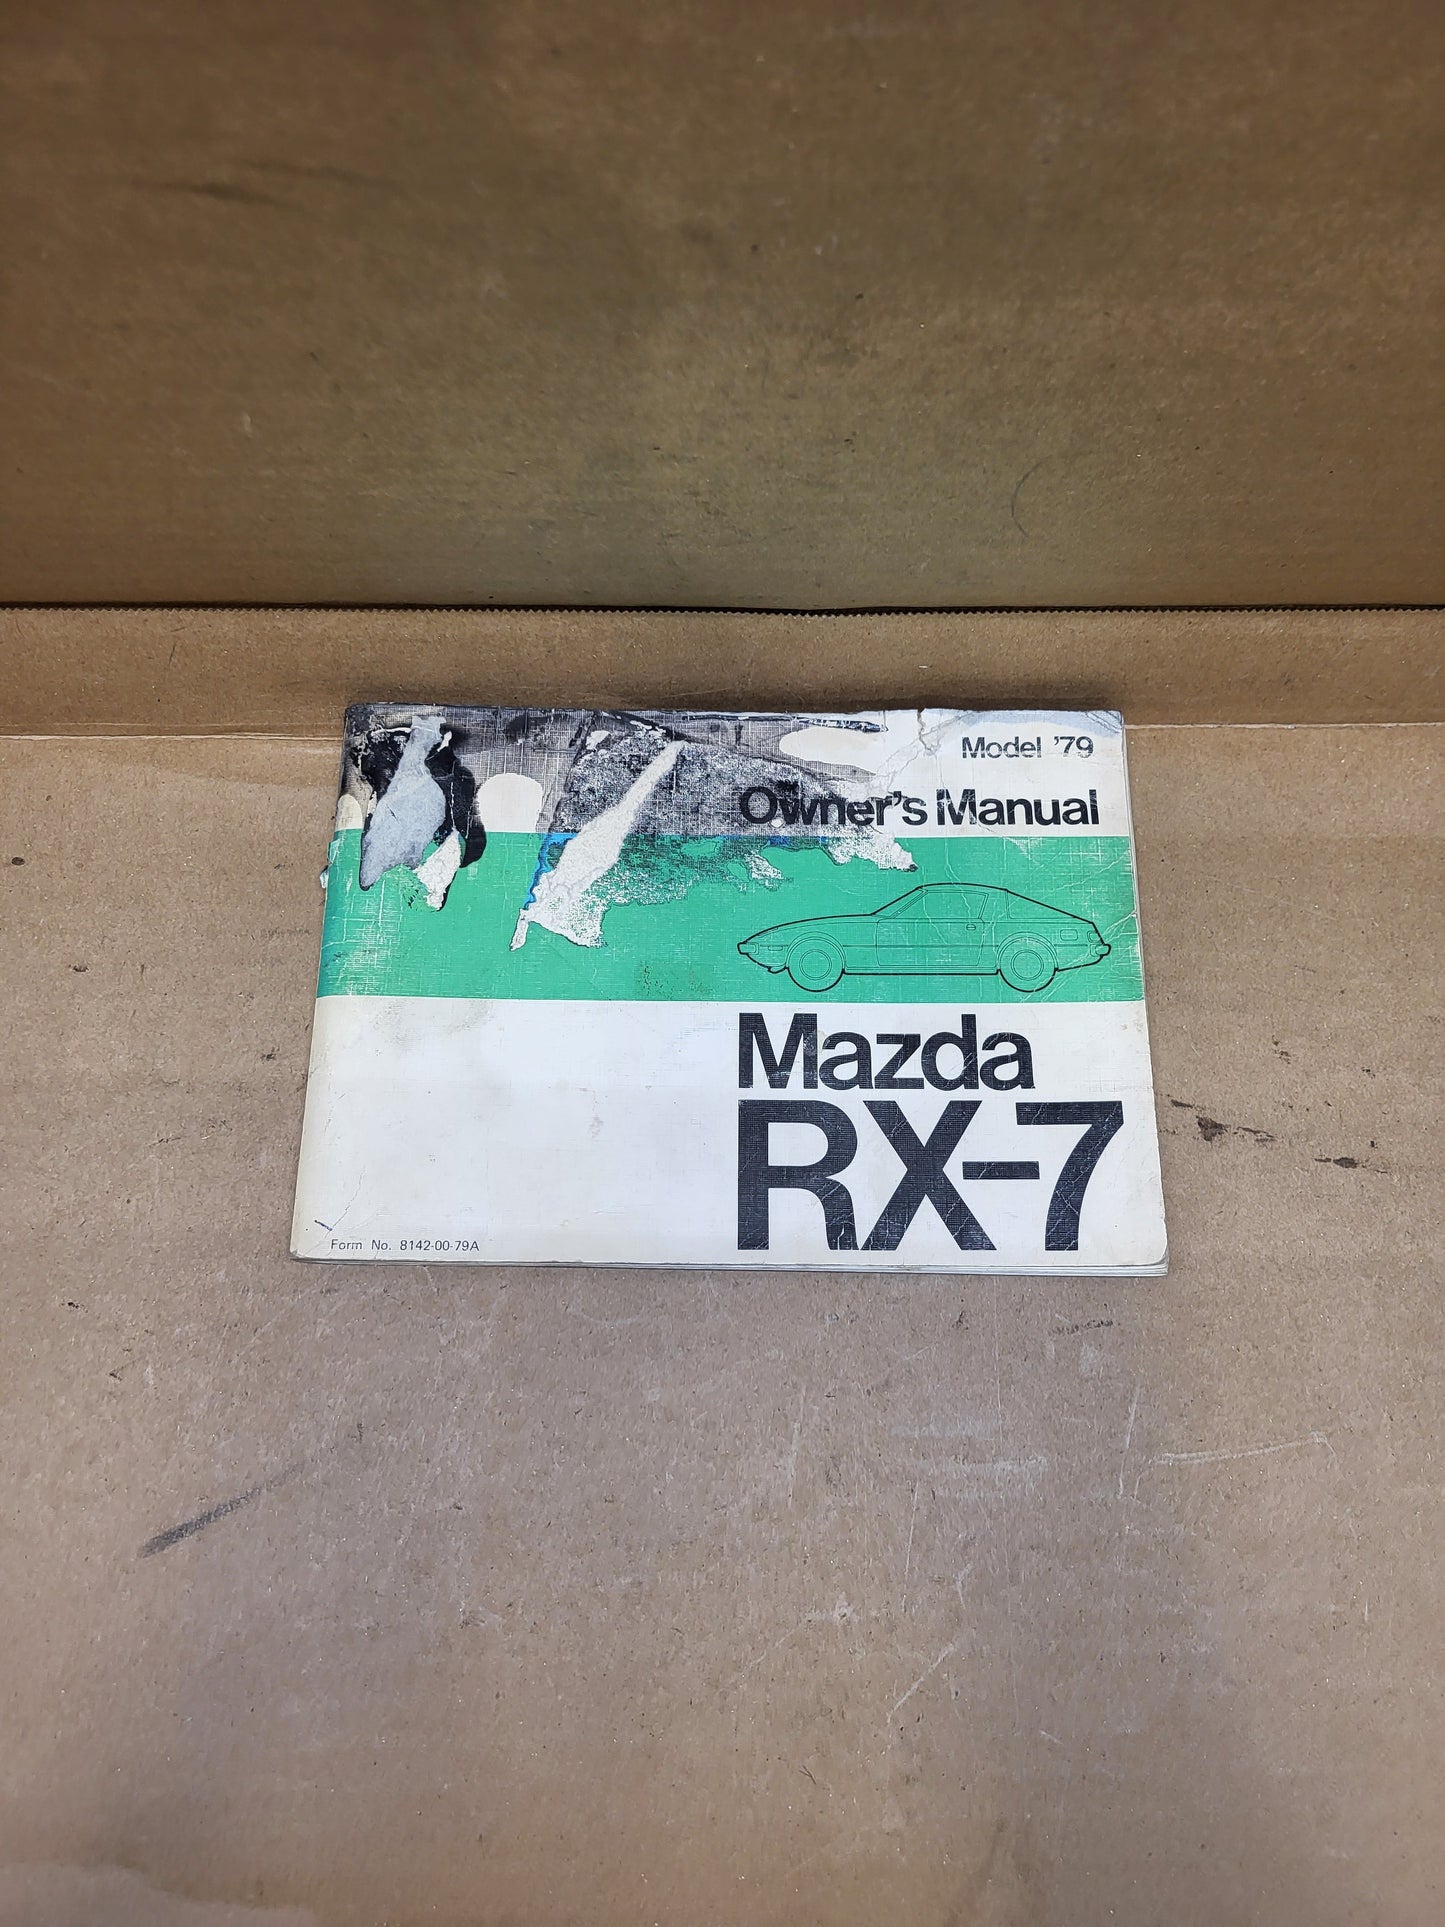 Model '79
Owner's Manual
Mazda
RX-7
Form No. 8142-00-79A